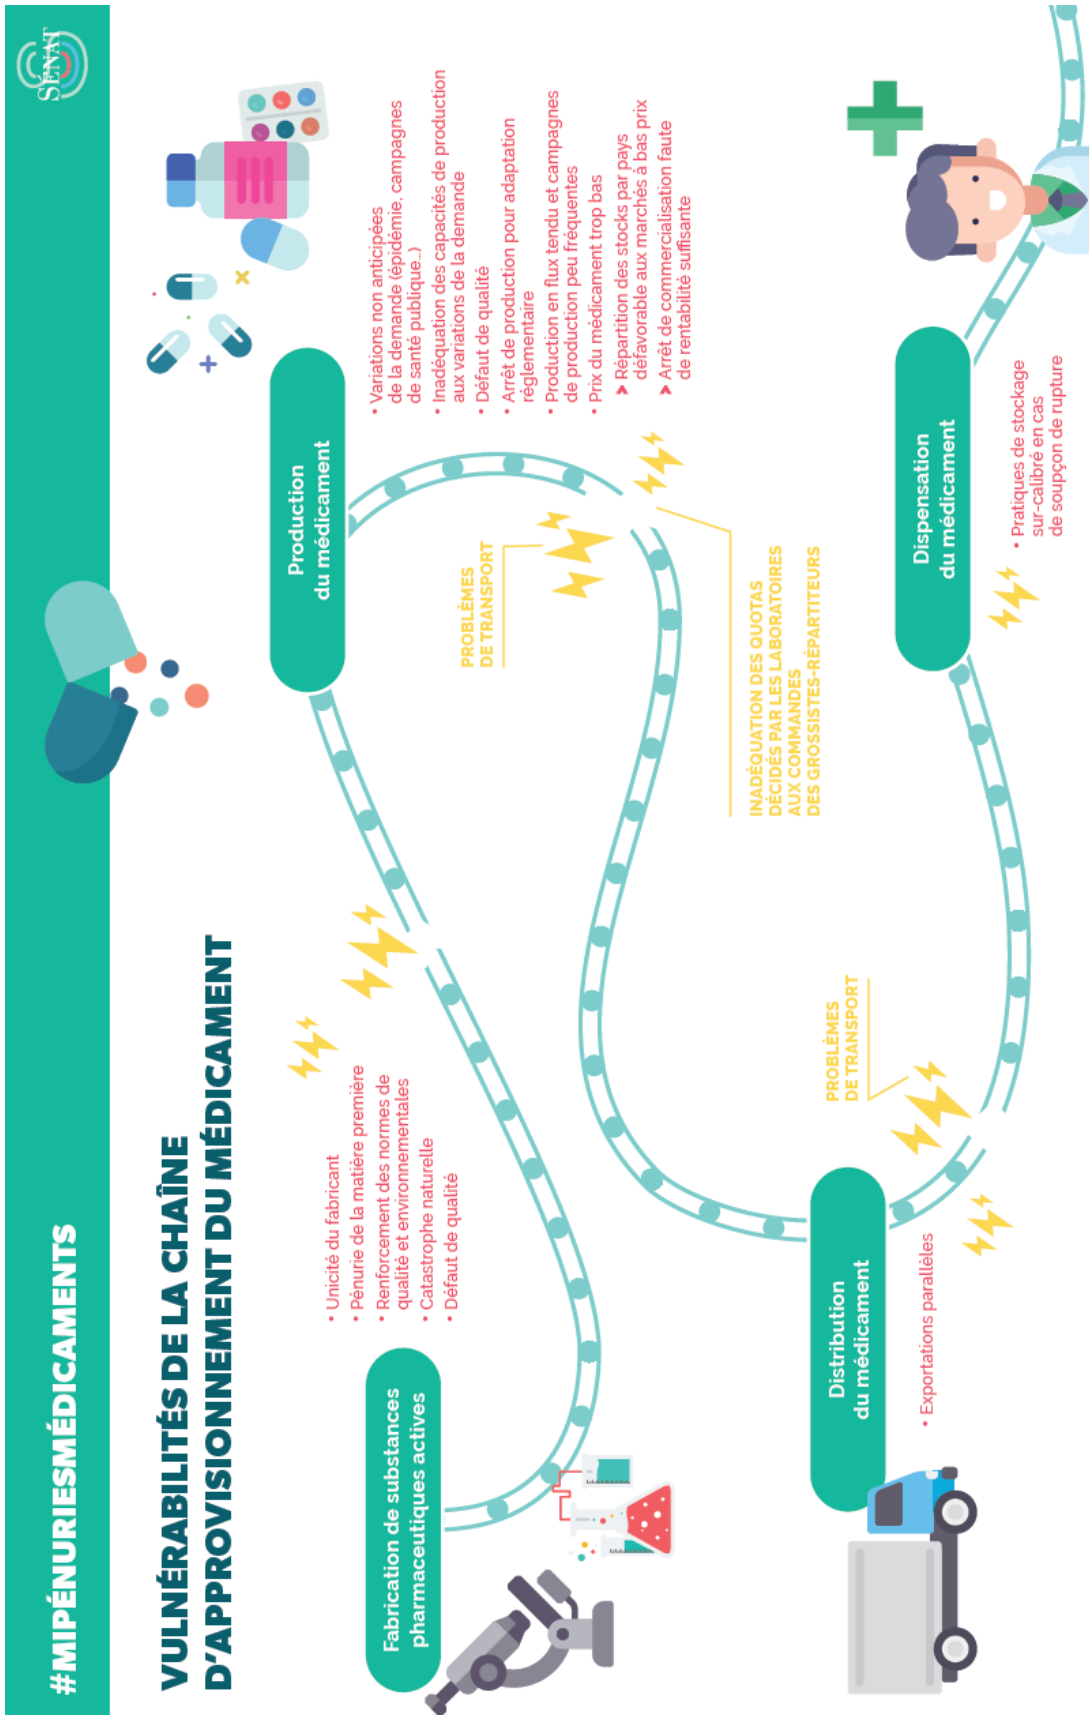 #MIPÉNURIESMÉDICAMENTS
SÉNAT
VULNÉRABILITÉS DE LA CHAÎNE
D'APPROVISIONNEMENT DU MÉDICAMENT
Fabrication de substances
pharmaceutiques actives
• Unicité du fabricant
• Pénurie de la matière première
• Renforcement des normes de
qualité et environnementales
• Catastrophe naturelle
• Défaut de qualité
Production
du médicament
• Variations non anticipées
de la demande (épidémie, campagnes
de santé publique…)
• Inadéquation des capacités de production
aux variations de la demande
• Défaut de qualité
• Arrêt de production pour adaptation
réglementaire
• Production en flux tendu et campagnes
de production peu fréquentes
• Prix du médicament trop bas
> Répartition des stocks par pays
défavorable aux marchés à bas prix
> Arrêt de commercialisation faute
de rentabilité suffisante
PROBLÈMES
DE TRANSPORT
INADÉQUATION DES QUOTAS
DÉCIDÉS PAR LES LABORATOIRES
AUX COMMANDES
DES GROSSISTES-RÉPARTITEURS
Distribution
du médicament
• Exportations parallèles
PROBLÈMES
DE TRANSPORT
Dispensation
du médicament
• Pratiques de stockage
sur-calibré en cas
de soupçon de rupture